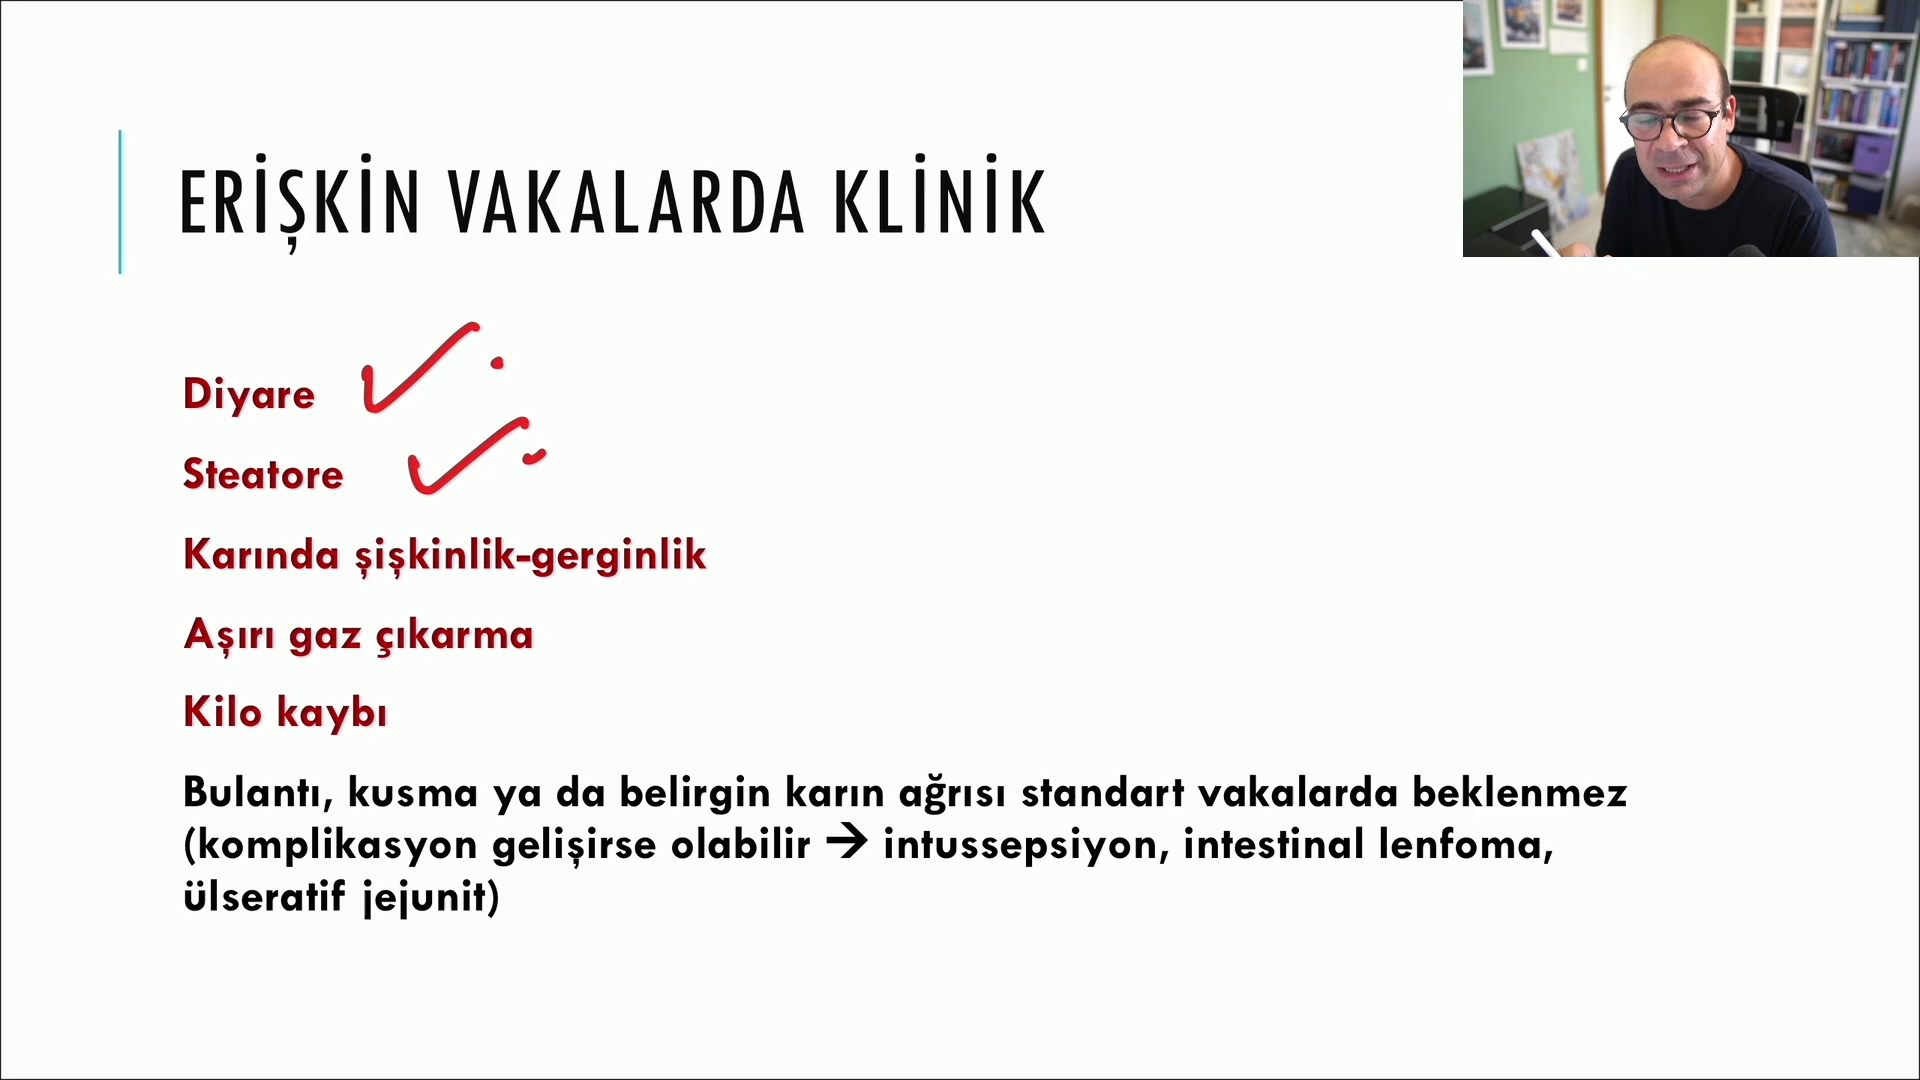 ERİŞKİN VAKALARDA KLİNİK
Diyare
Steatore
Karında şişkinlik-gerginlik
Aşırı gaz çıkarma
Kilo kaybı
Bulantı, kusma ya da belirgin karın ağrısı standart vakalarda beklenmez
(komplikasyon gelişirse olabilir → intussepsiyon, intestinal lenfoma,
ülseratif jejunit)